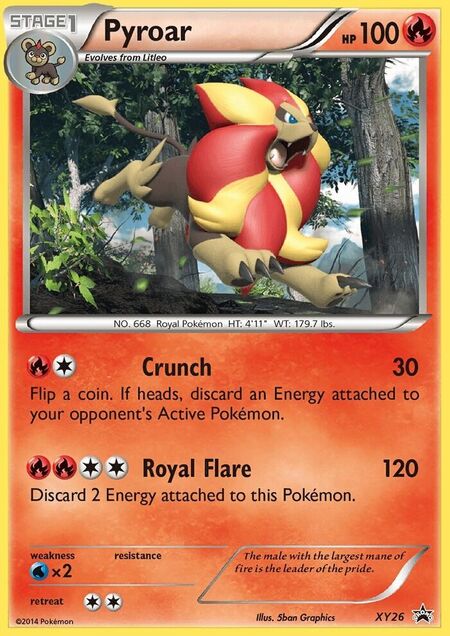 STAGE1
Pyroar
HP 100
Evolves from Litleo
NO. 668 Royal Pokémon HT: 4'11" WT: 179.7 lbs.
Crunch 30
Flip a coin. If heads, discard an Energy attached to
your opponent's Active Pokémon.
Royal Flare 120
Discard 2 Energy attached to this Pokémon.
weakness resistance
×2
The male with the largest mane of
fire is the leader of the pride.
retreat
©2014 Pokémon Illus. 5ban Graphics XY26